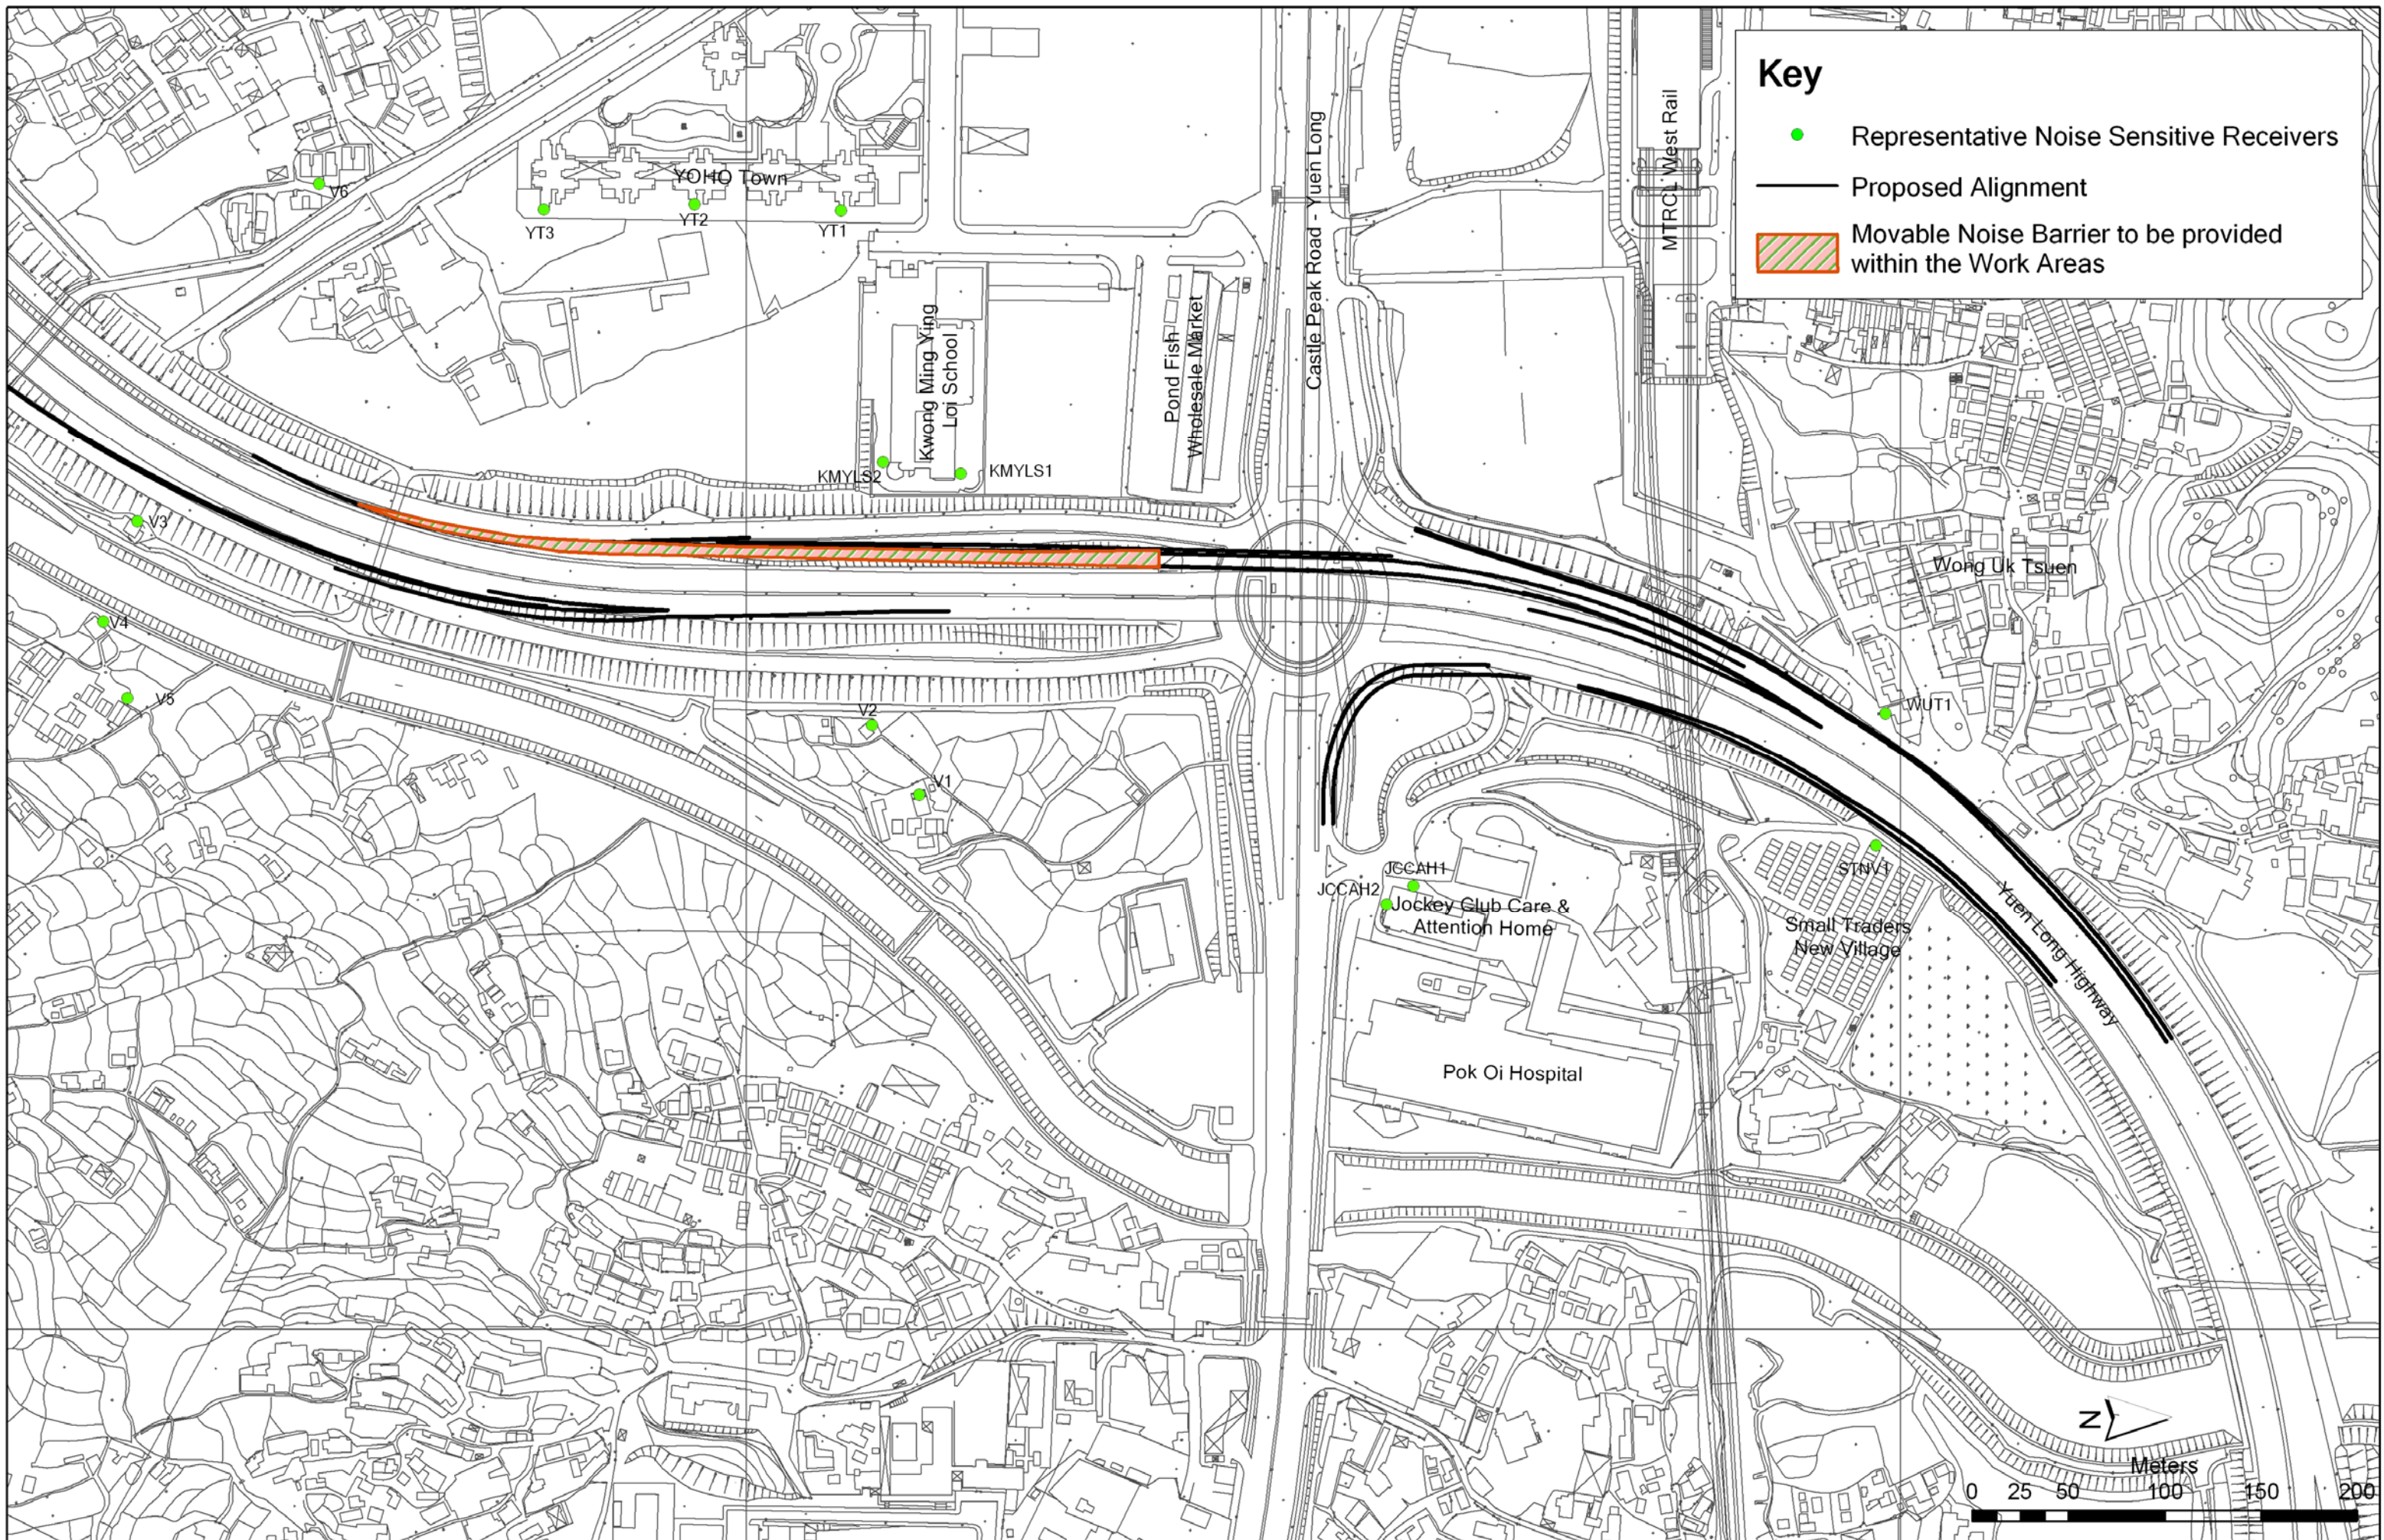 Key
Representative Noise Sensitive Receivers
Proposed Alignment
Movable Noise Barrier to be provided
within the Work Areas
V6
YOHO Town
YT3
YT2
YT1
Castle Peak Road - Yuen Long
MTRCL West Rail
Kwong Ming Ying
Loi School
Pond Fish
Wholesale Market
KMYLS2
KMYLS1
V3
V4
V5
V2
V1
Wong Uk Tsuen
WUT1
STNV1
JCCAH1
JCCAH2
Jockey Club Care &
Attention Home
Small Traders
New Village
Yuen Long Highway
Pok Oi Hospital
N
Meters
0 25 50 100 150 200